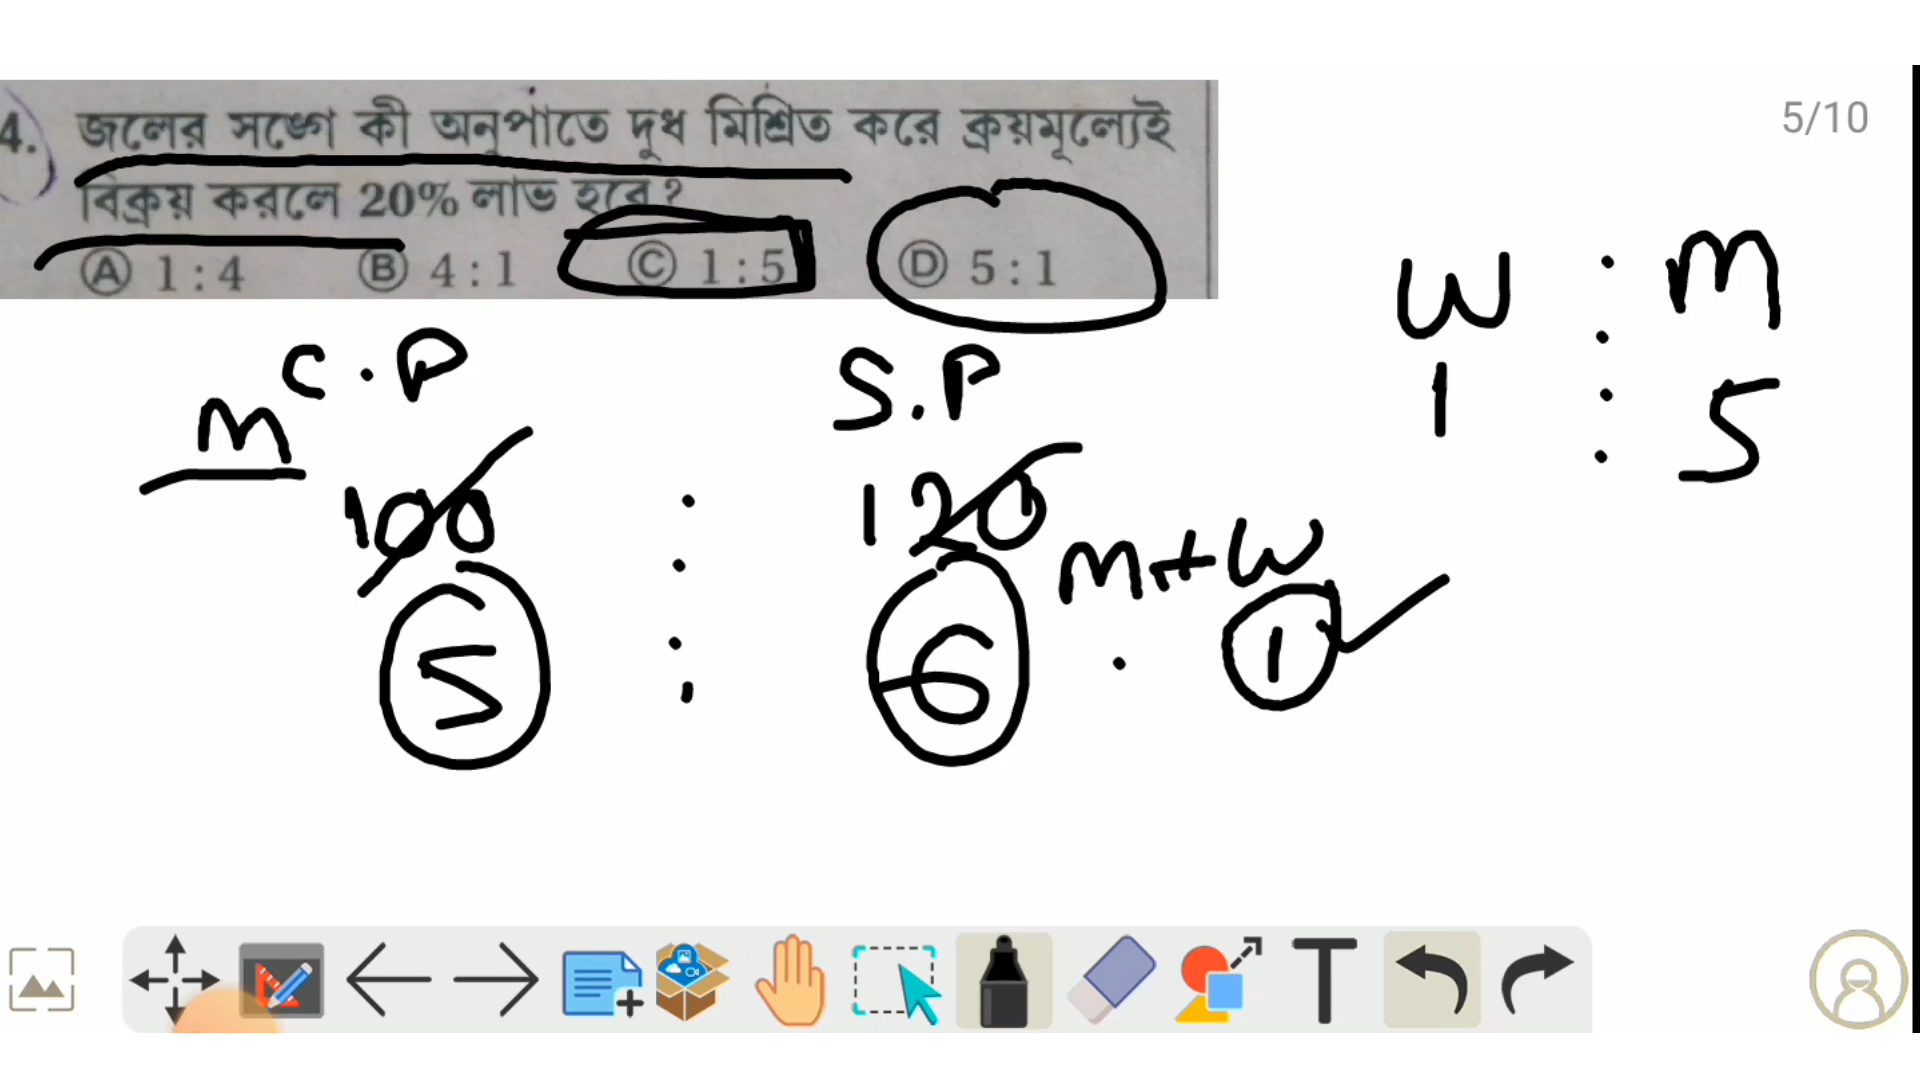 5/10
4. জলের সঙ্গে কী অনুপাতে দুধ মিশ্রিত করে ক্রয়মূল্যেই
বিক্রয় করলে 20% লাভ হবে?
A 1 : 4 B 4 : 1 C 1 : 5 D 5 : 1
W : M
1 : 5
C.P S.P
M
100 : 120
M+W
5 : 6 . 1
T